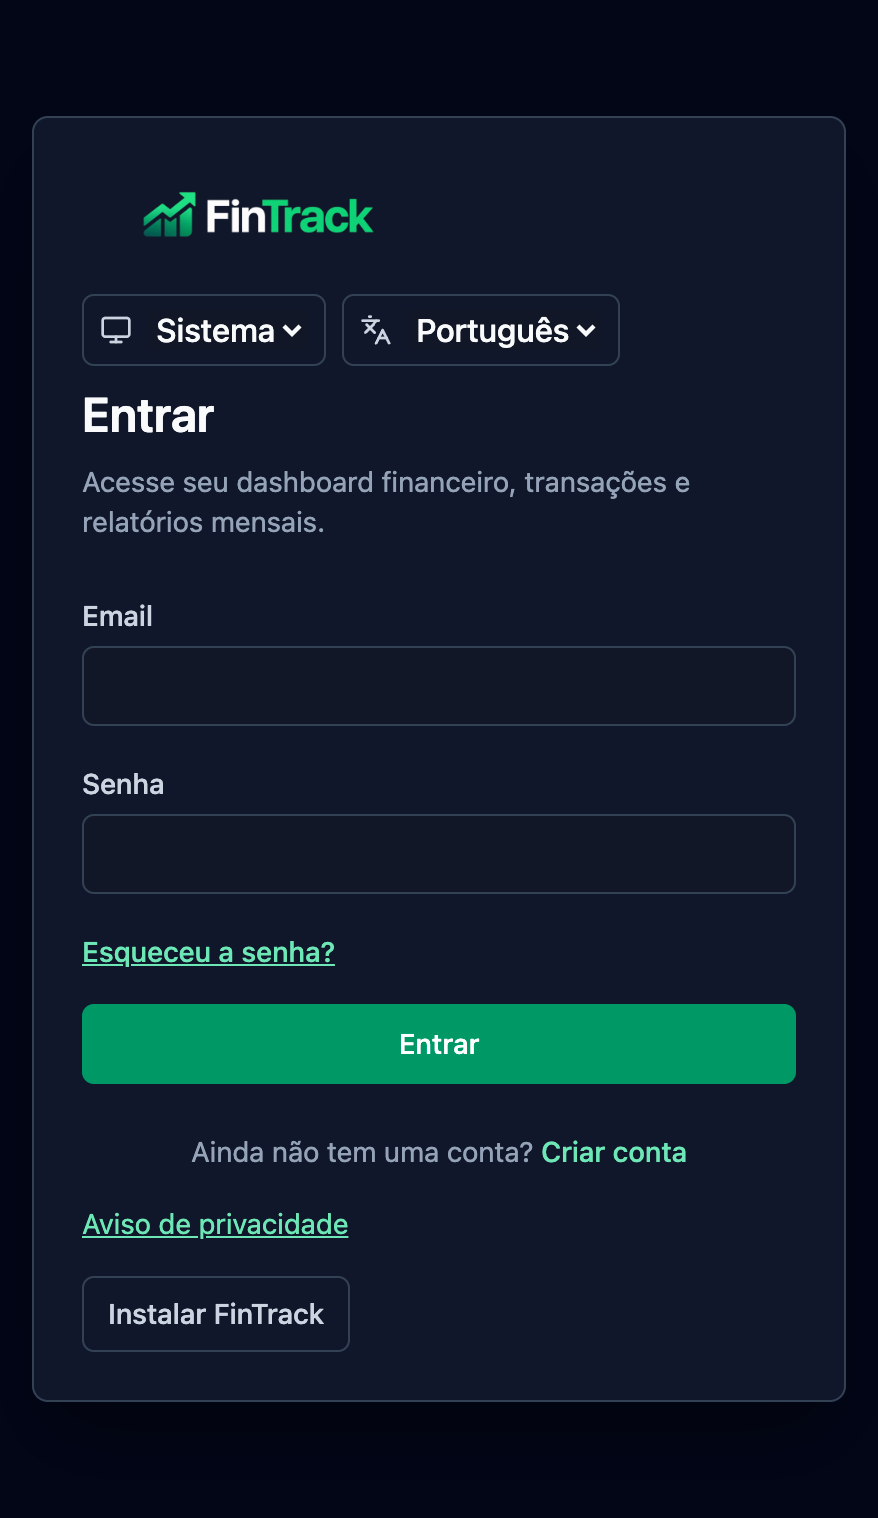 FinTrack
Sistema
Português
Entrar
Acesse seu dashboard financeiro, transações e
relatórios mensais.
Email
Senha
Esqueceu a senha?
Entrar
Ainda não tem uma conta? Criar conta
Aviso de privacidade
Instalar FinTrack